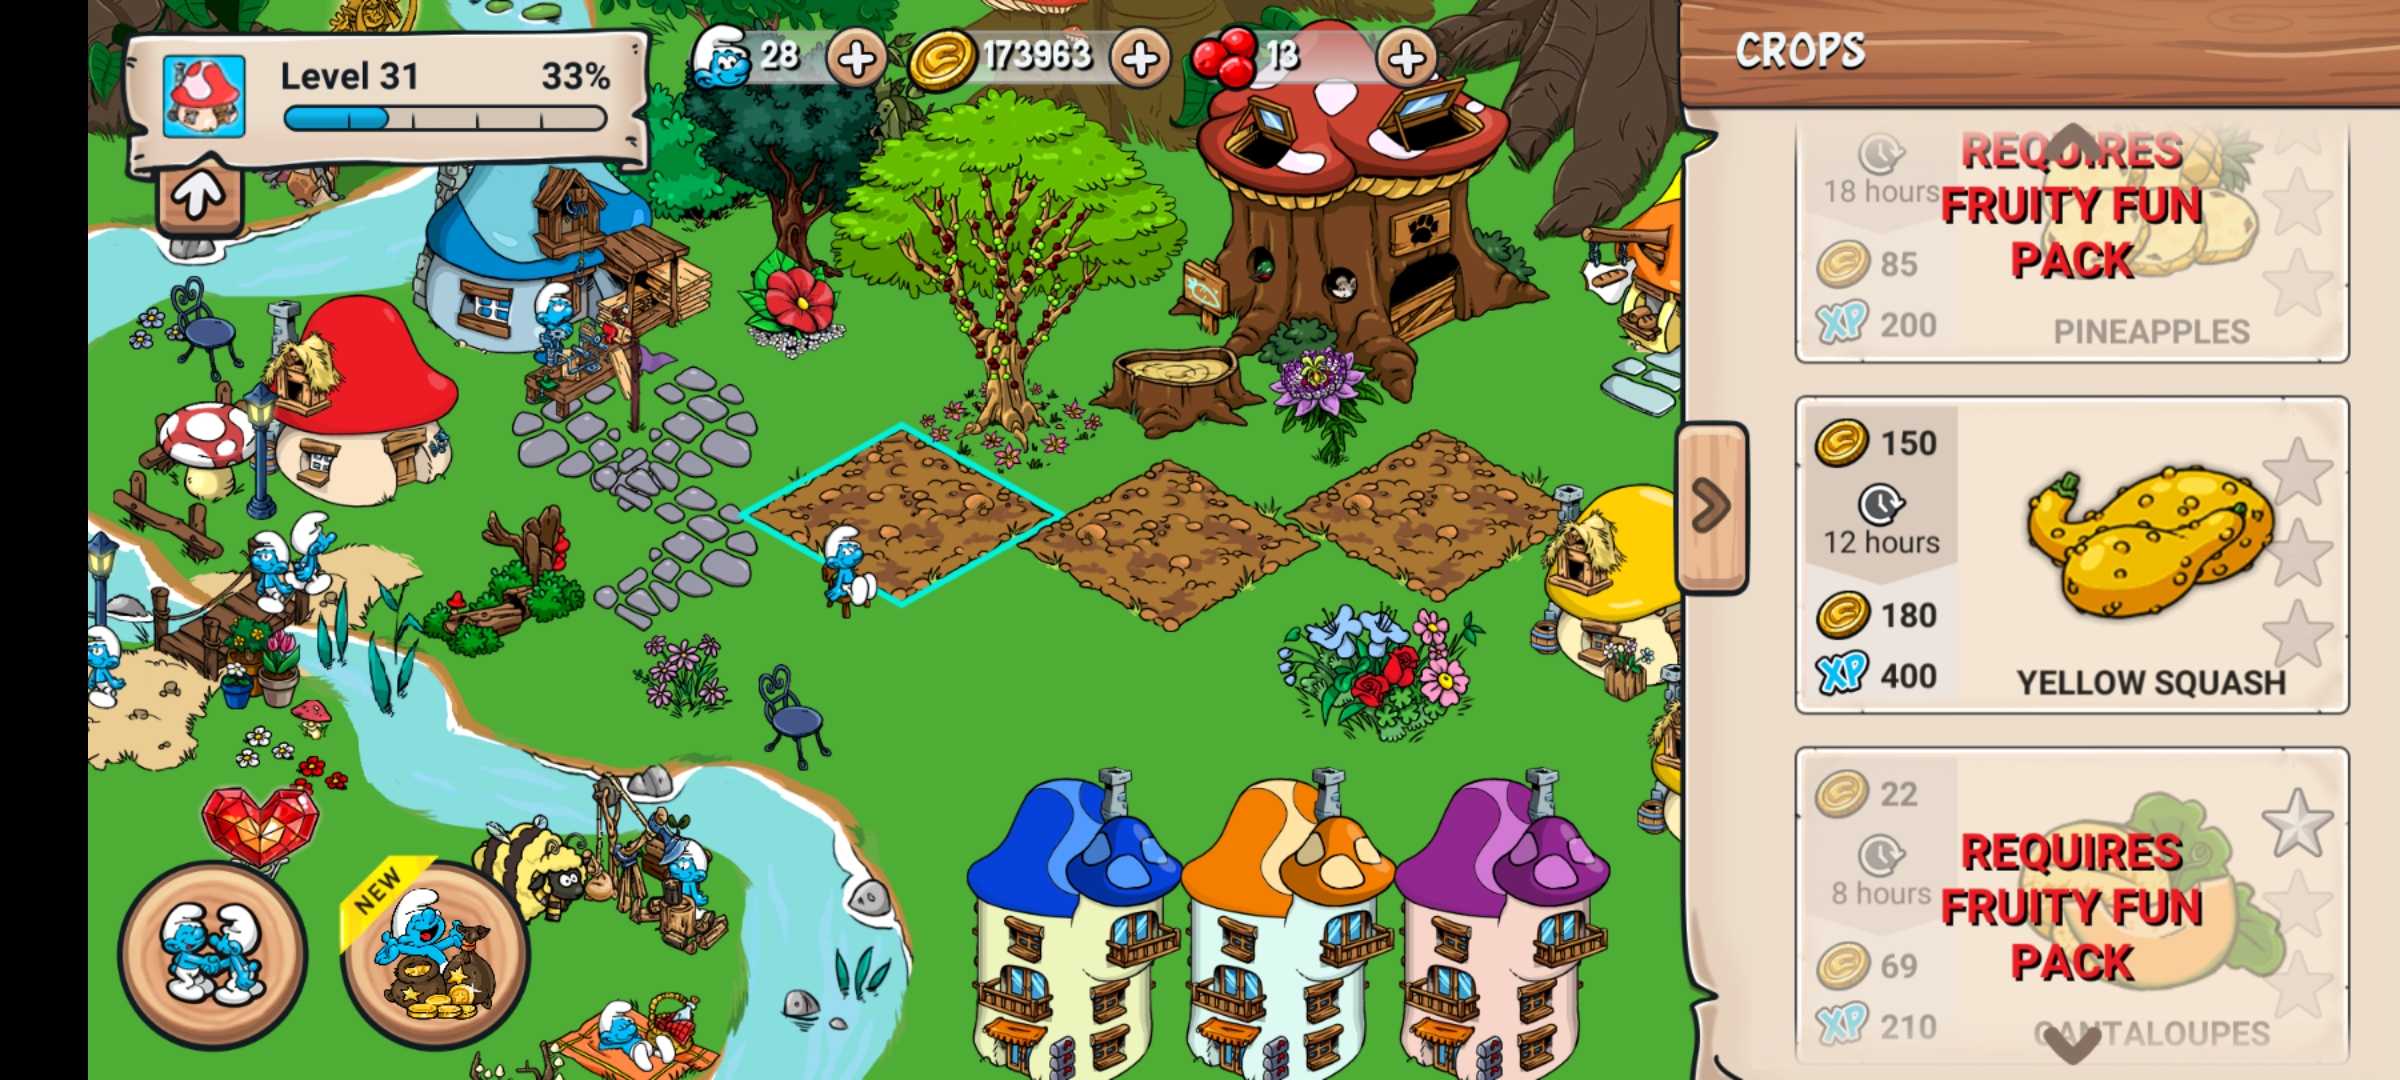 Level 31
33%
28
173963
13
CROPS
REQUIRES
FRUITY FUN
PACK
18 hours
85
XP 200
PINEAPPLES
150
12 hours
180
XP 400
YELLOW SQUASH
22
REQUIRES
FRUITY FUN
PACK
8 hours
69
XP 210
CANTALOUPES
NEW